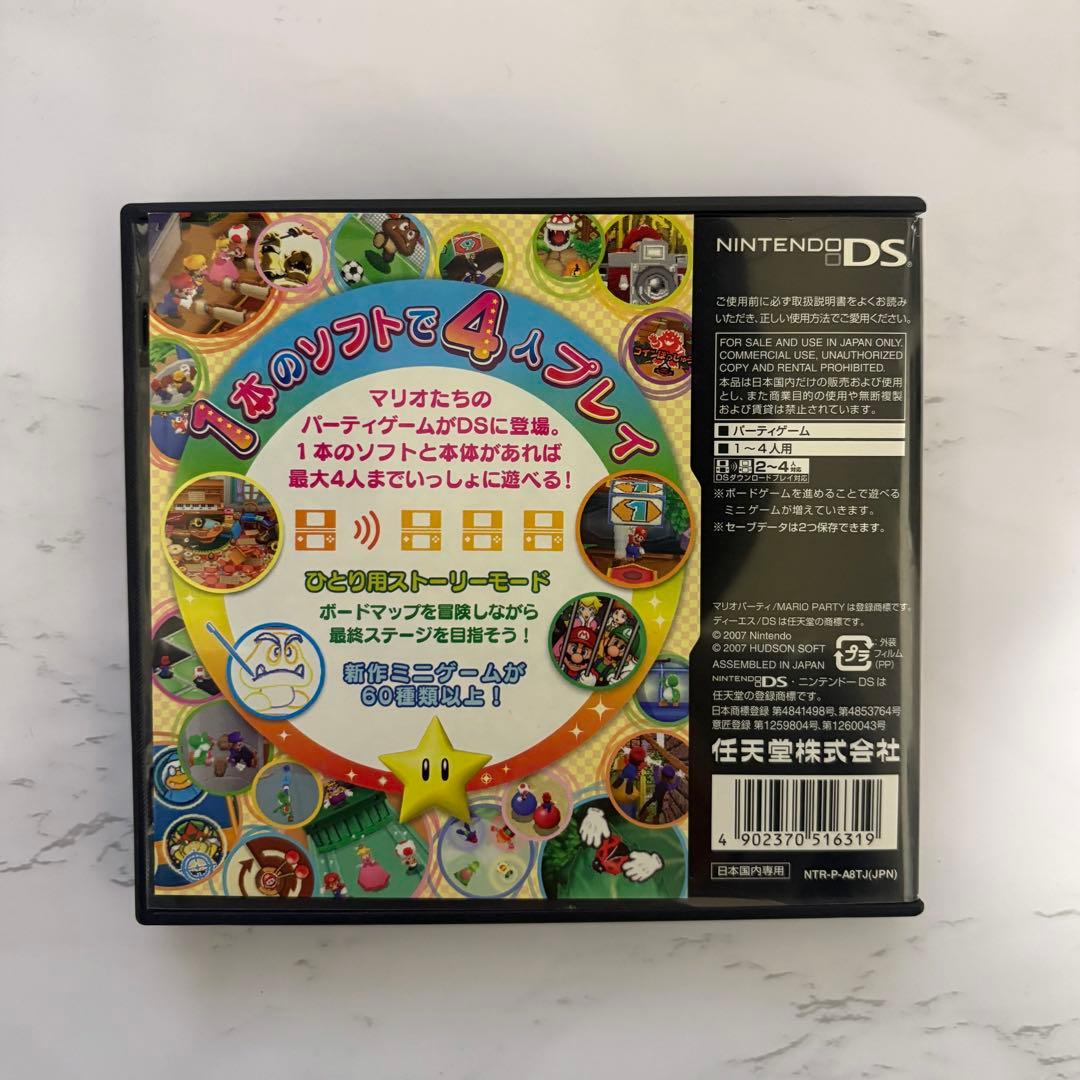 1本のソフトで4人プレイ
マリオたちの
パーティゲームがDSに登場。
1本のソフトと本体があれば
最大4人までいっしょに遊べる！
ひとり用ストーリーモード
ボードマップを冒険しながら
最終ステージを目指そう！
新作ミニゲームが
60種類以上！
NINTENDO DS®
ご使用前に必ず取扱説明書をよくお読み
いただき、正しい使用方法でご愛用ください。
FOR SALE AND USE IN JAPAN ONLY.
COMMERCIAL USE, UNAUTHORIZED
COPY AND RENTAL PROHIBITED.
本品は日本国内だけの販売および使用
とし、また商業目的の使用や無断複製
および賃貸は禁止されています。
■ パーティゲーム
■ 1〜4人用
2〜4人対応
DSダウンロードプレイ対応
※ボードゲームを進めることで遊べる
ミニゲームが増えていきます。
※セーブデータは2つ保存できます。
マリオパーティ/MARIO PARTY は登録商標です。
ディーエス/DS は任天堂の商標です。
© 2007 Nintendo
© 2007 HUDSON SOFT
ASSEMBLED IN JAPAN
プラ
:外装
フィルム
(PP)
NINTENDO DS・ニンテンドーDS は
任天堂の登録商標です。
日本商標登録 第4841498号、第4853764号
意匠登録 第1259804号、第1260043号
任天堂株式会社
4 902370 516319
日本国内専用
NTR-P-A8TJ(JPN)